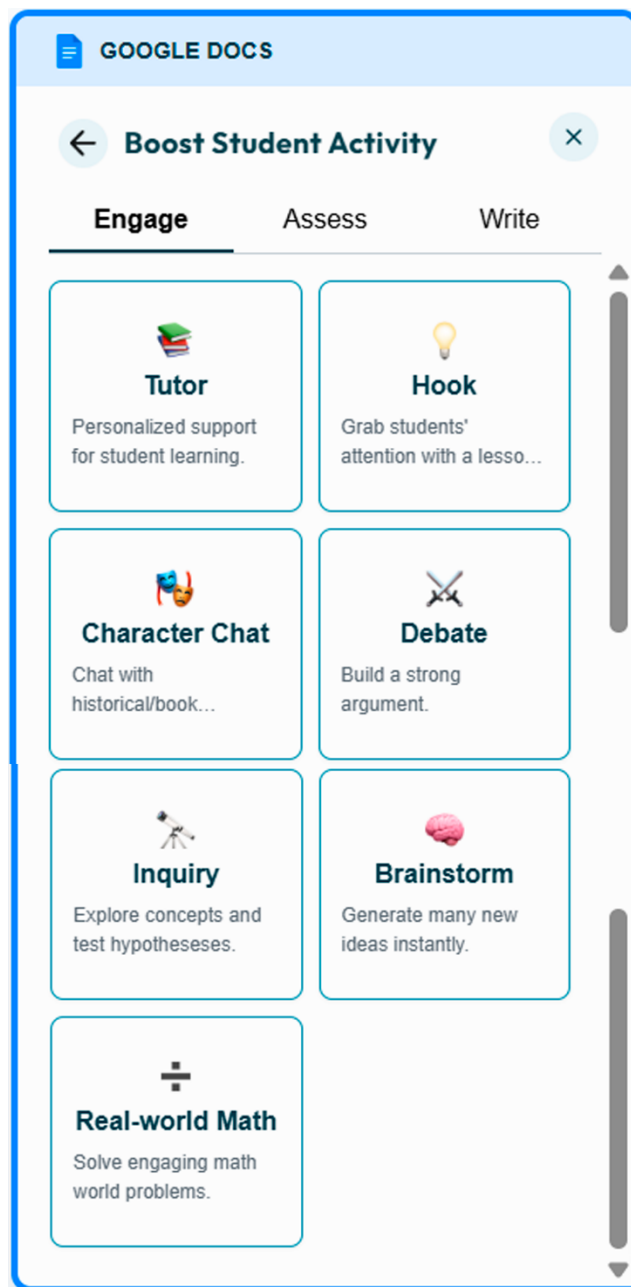 GOOGLE DOCS
Boost Student Activity
Engage Assess Write
Tutor
Personalized support
for student learning.
Hook
Grab students'
attention with a lesso...
Character Chat
Chat with
historical/book...
Debate
Build a strong
argument.
Inquiry
Explore concepts and
test hypotheseses.
Brainstorm
Generate many new
ideas instantly.
Real-world Math
Solve engaging math
world problems.